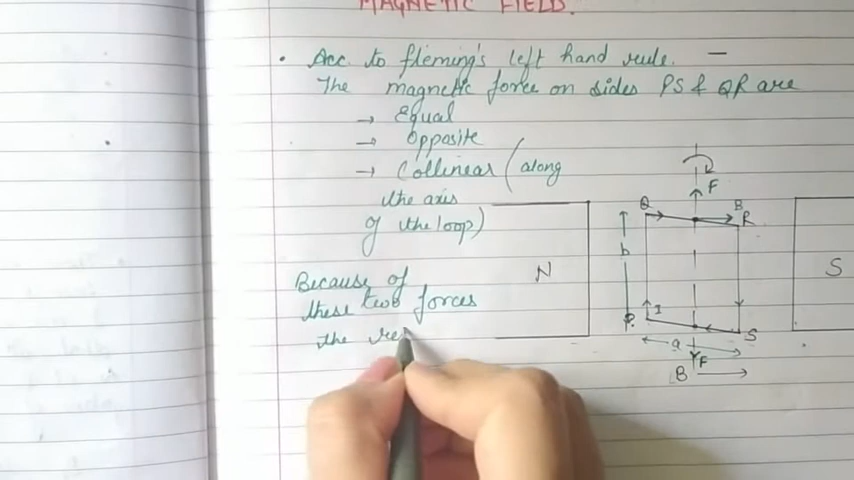 MAGNETIC FIELD.
• Acc. to fleming's left hand rule. —
The magnetic force on sides PS & QR are
→ Equal
→ Opposite
→ Collinear (along
the axis
of the loop)
Because of
these two forces
the re
N
S
F
Q
B
R
b
I
P
S
a
F
B